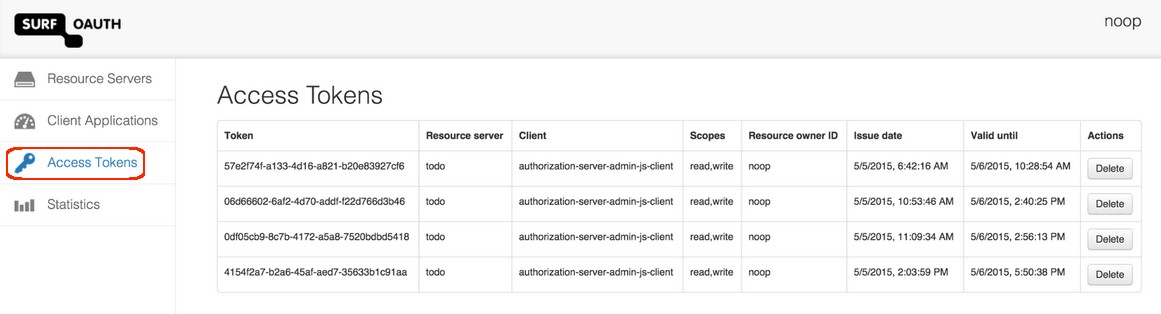 SURF OAUTH
noop
Resource Servers
Client Applications
Access Tokens
Statistics
Access Tokens
Token Resource server Client Scopes Resource owner ID Issue date Valid until Actions
57e2f74f-a133-4d16-a821-b20e83927cf6 todo authorization-server-admin-js-client read,write noop 5/5/2015, 6:42:16 AM 5/6/2015, 10:28:54 AM Delete
06d66602-6af2-4d70-addf-f22d766d3b46 todo authorization-server-admin-js-client read,write noop 5/5/2015, 10:53:46 AM 5/6/2015, 2:40:25 PM Delete
0df05cb9-8c7b-4172-a5a8-7520bdbd5418 todo authorization-server-admin-js-client read,write noop 5/5/2015, 11:09:34 AM 5/6/2015, 2:56:13 PM Delete
4154f2a7-b2a6-45af-aed7-35633b1c91aa todo authorization-server-admin-js-client read,write noop 5/5/2015, 2:03:59 PM 5/6/2015, 5:50:38 PM Delete